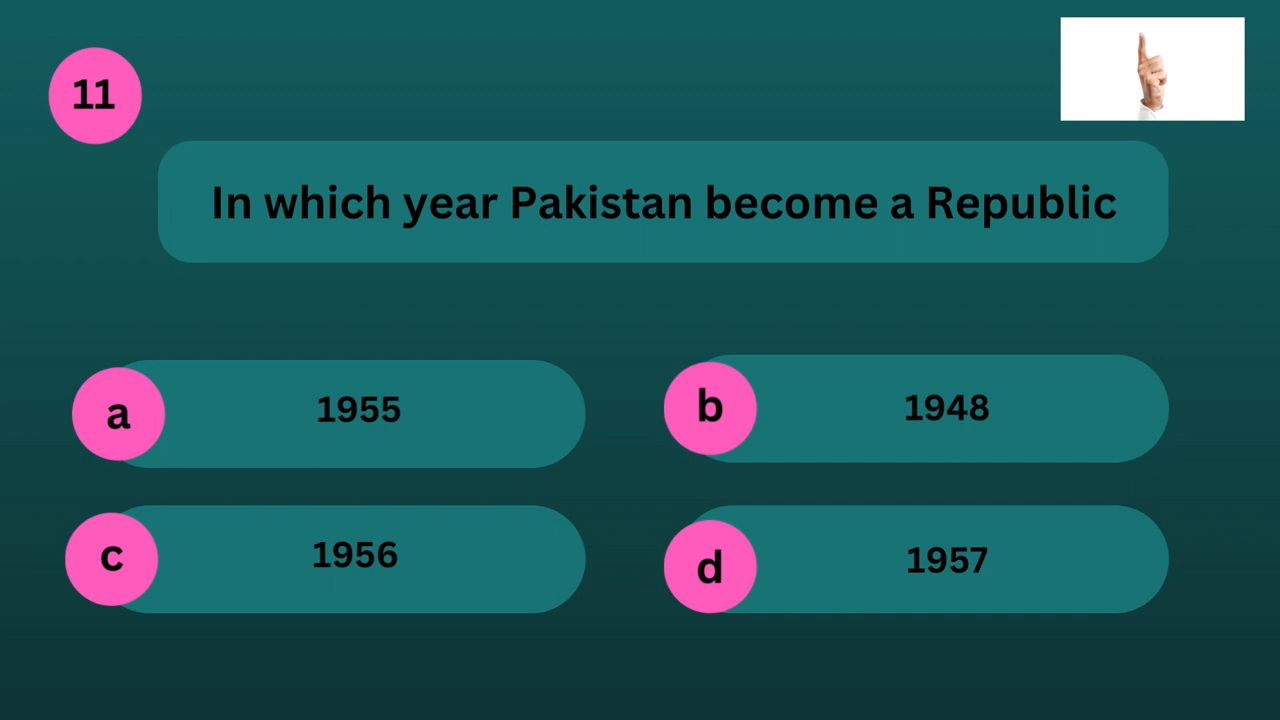 11
In which year Pakistan become a Republic
a
1955
b
1948
c
1956
d
1957